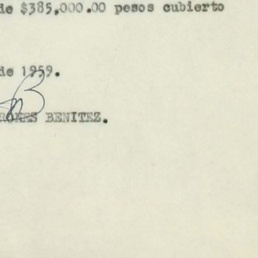 de $385,000.00 pesos cubierto
de 1959.
BENITEZ.